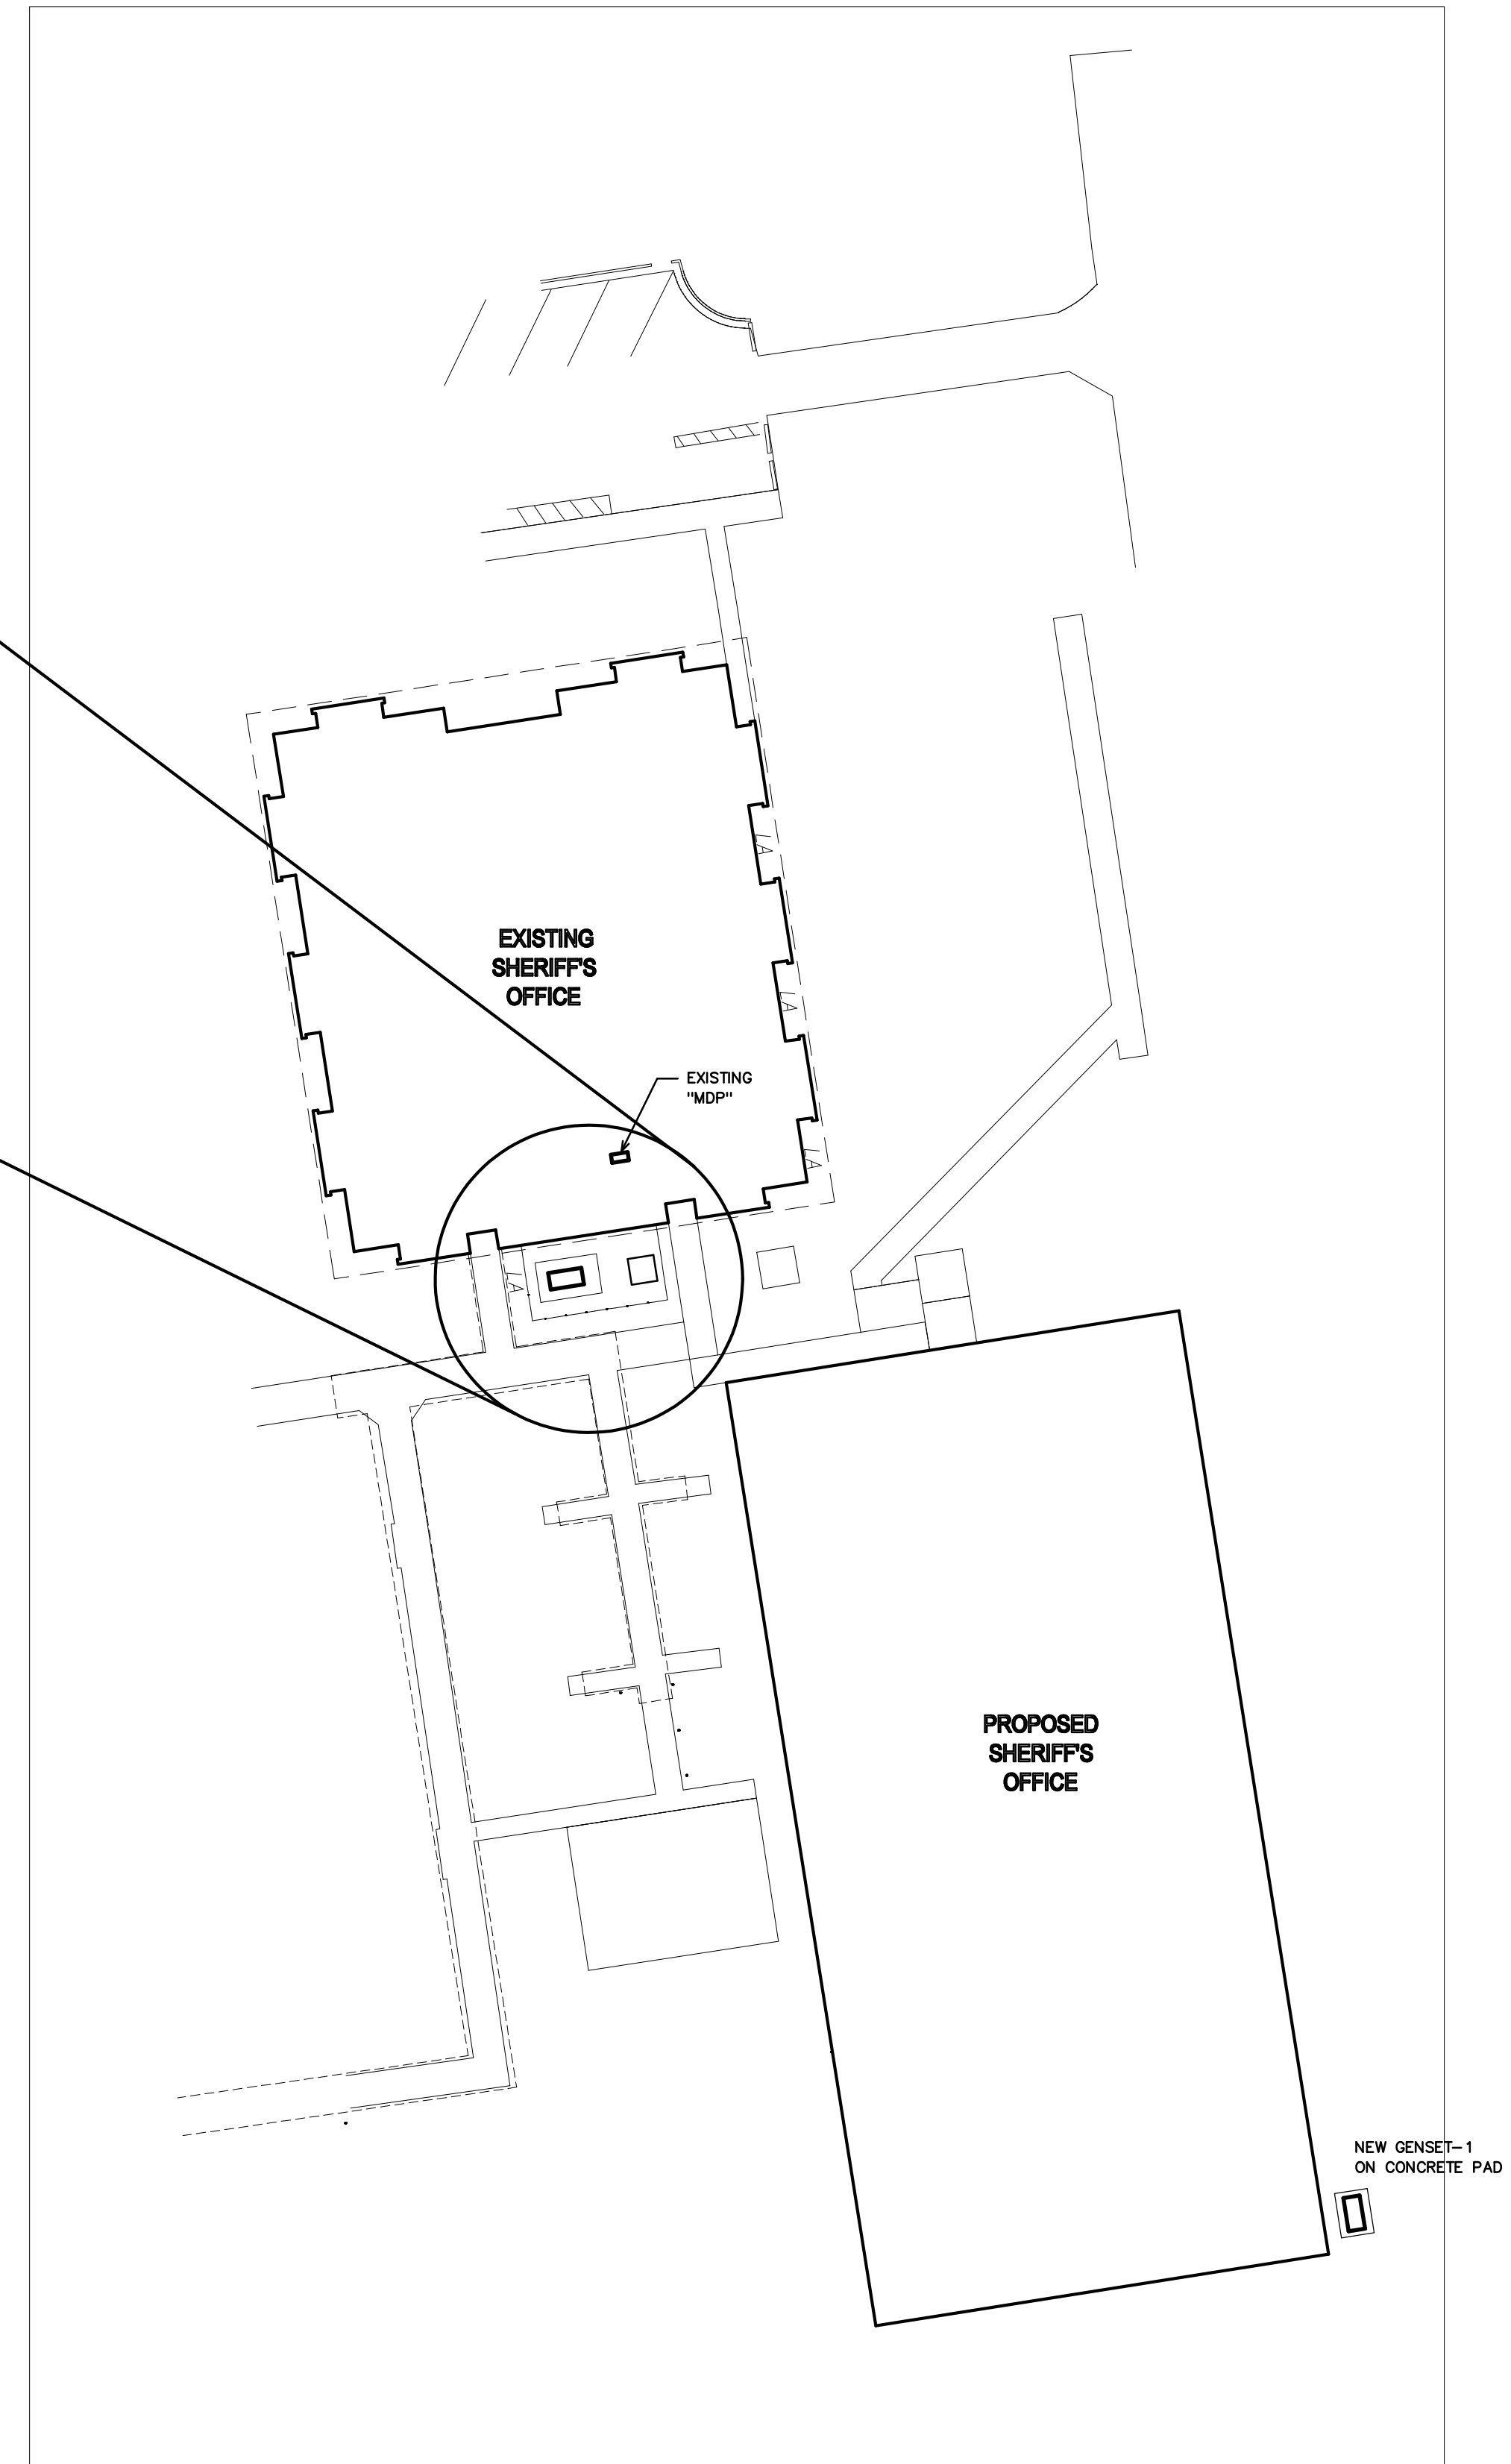 EXISTING
SHERIFF'S
OFFICE
EXISTING
"MDP"
PROPOSED
SHERIFF'S
OFFICE
NEW GENSET-1
ON CONCRETE PAD